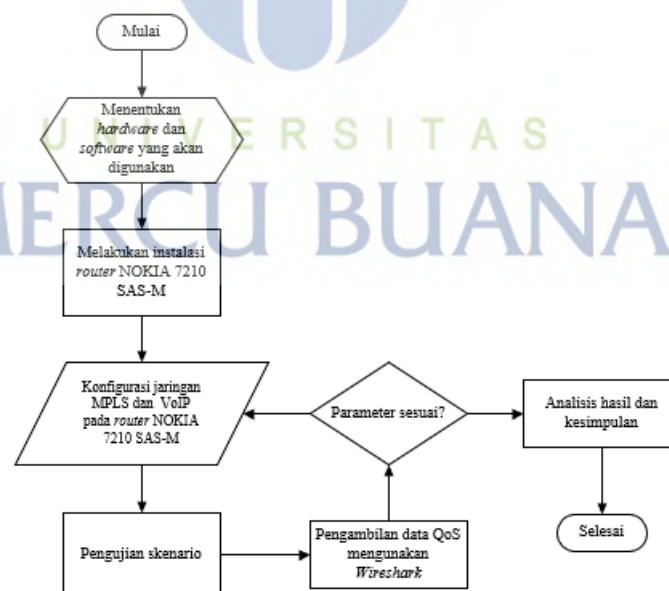 Mulai
UNIVERSITAS
MERCU BUANA
Menentukan
hardware dan
software yang akan
digunakan
Melakukan instalasi
router NOKIA 7210
SAS-M
Konfigurasi jaringan
MPLS dan VoIP
pada router NOKIA
7210 SAS-M
Parameter sesuai?
Analisis hasil dan
kesimpulan
Pengujian skenario
Pengambilan data QoS
mengunakan
Wireshark
Selesai